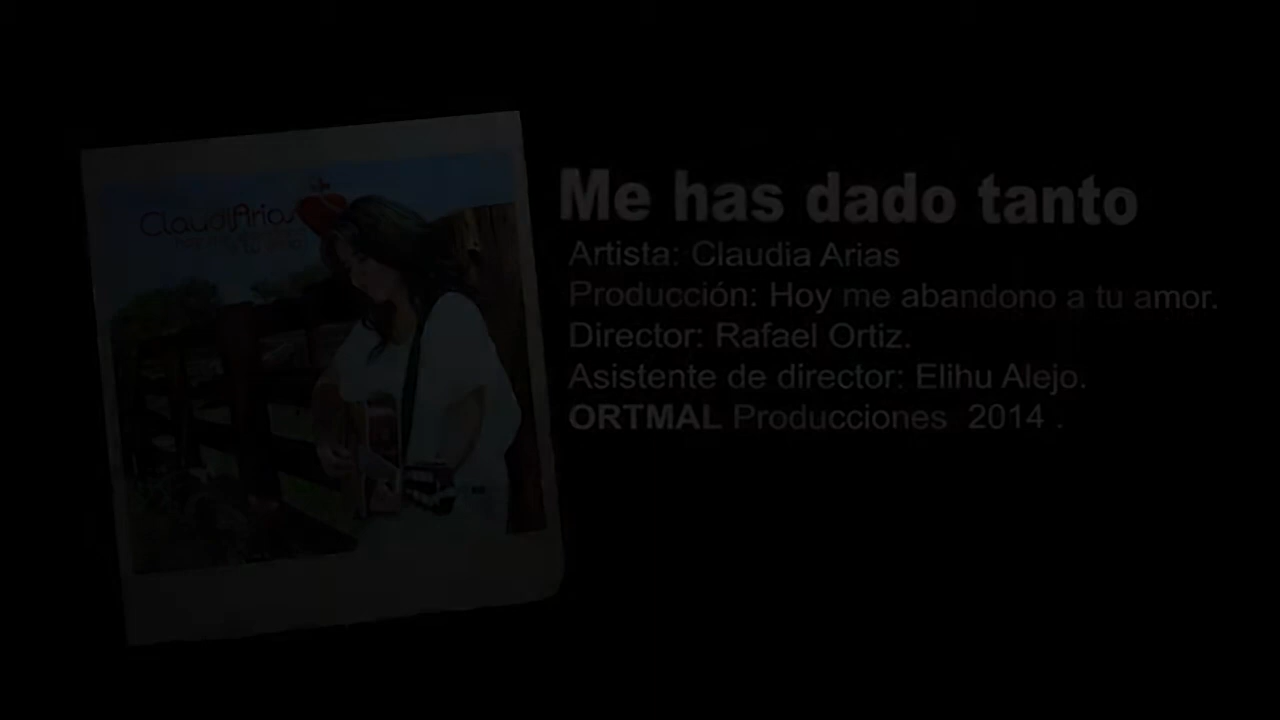 ClaudiArias
Me has dado tanto
Artista: Claudia Arias
Producción: Hoy me abandono a tu amor.
Director: Rafael Ortiz.
Asistente de director: Elihu Alejo.
ORTMAL Producciones 2014 .